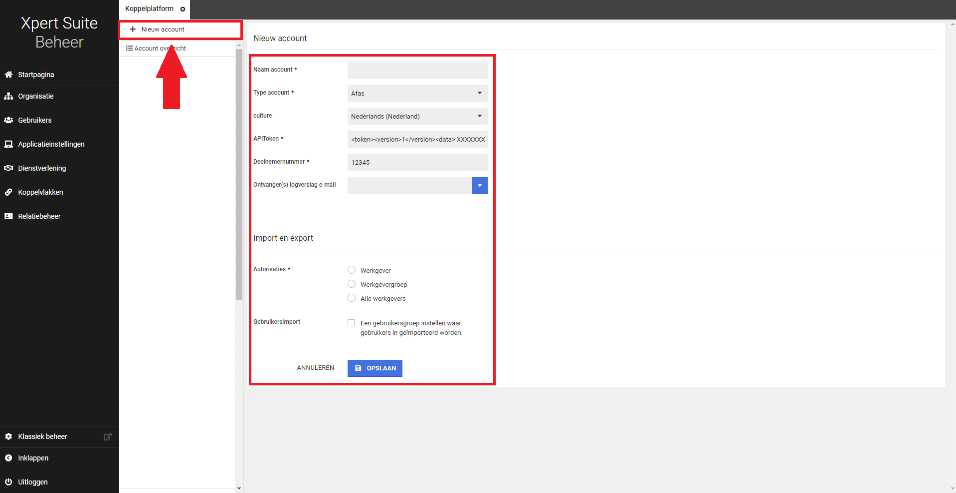 Xpert Suite
Beheer
Startpagina
Organisatie
Gebruikers
Applicatieinstellingen
Dienstverlening
Koppelvlakken
Relatiebeheer
Klassiek beheer
Inklappen
Uitloggen
Koppelplatform
Nieuw account
Account overzicht
Nieuw account
Naam account *
Type account * Afas
culture Nederlands (Nederland)
APIToken * <token><version>1</version><data> XXXXXXX
Deelnemernummer * 12345
Ontvanger(s) logverslag e-mail
Import en export
Autorisaties * Werkgever
Werkgevergroep
Alle werkgevers
Gebruikersimport Een gebruikersgroep instellen waar
gebruikers in geïmporteerd worden.
ANNULEREN OPSLAAN